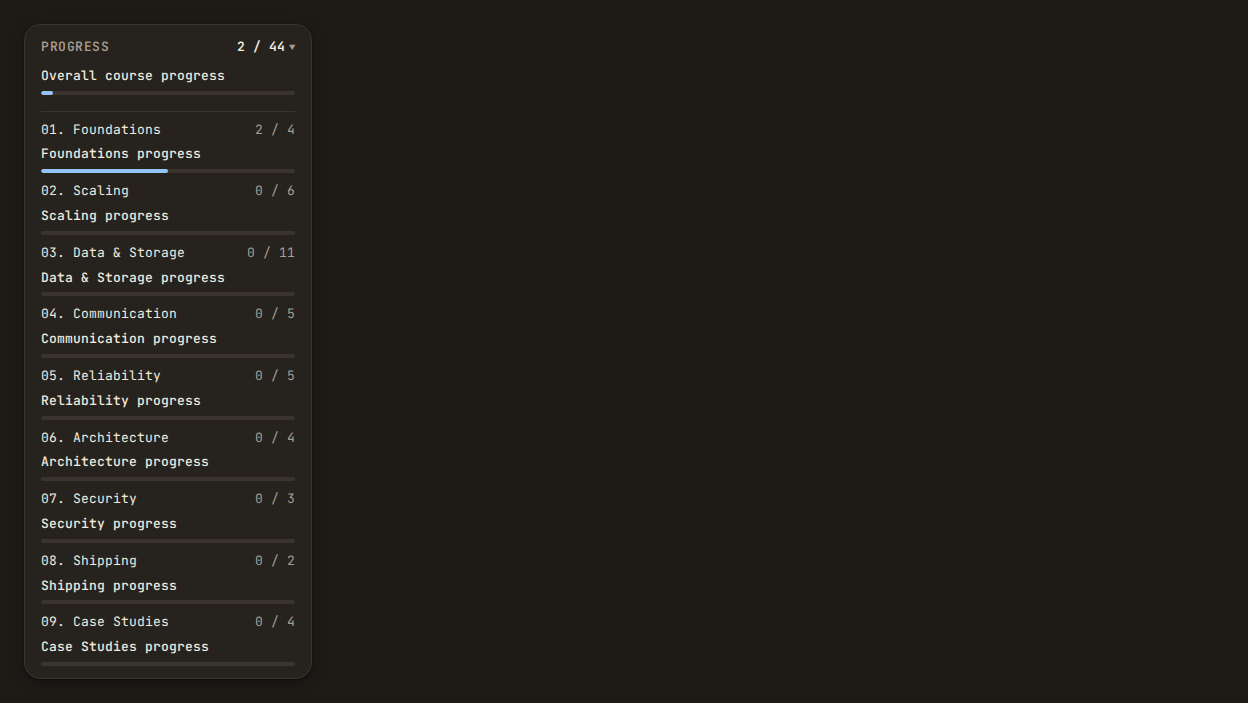 PROGRESS 2 / 44 ▾
Overall course progress
01. Foundations 2 / 4
Foundations progress
02. Scaling 0 / 6
Scaling progress
03. Data & Storage 0 / 11
Data & Storage progress
04. Communication 0 / 5
Communication progress
05. Reliability 0 / 5
Reliability progress
06. Architecture 0 / 4
Architecture progress
07. Security 0 / 3
Security progress
08. Shipping 0 / 2
Shipping progress
09. Case Studies 0 / 4
Case Studies progress